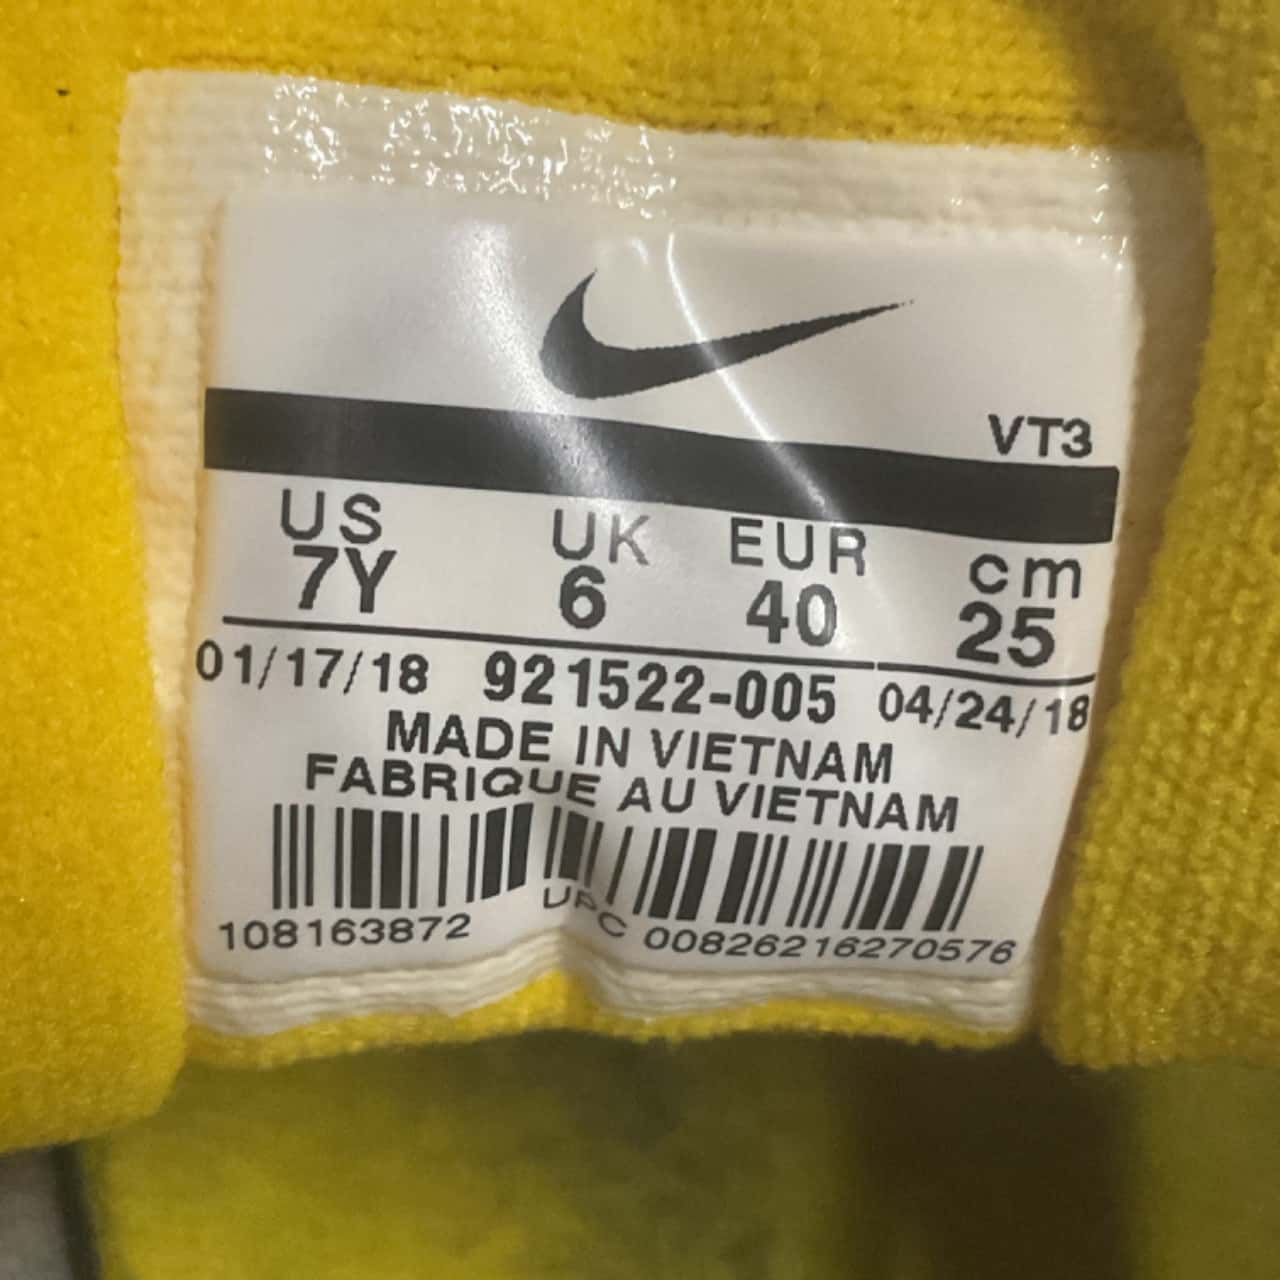 VT3
US UK EUR cm
7Y 6 40 25
01/17/18 921522-005 04/24/18
MADE IN VIETNAM
FABRIQUE AU VIETNAM
108163872 UPC 00826216270576